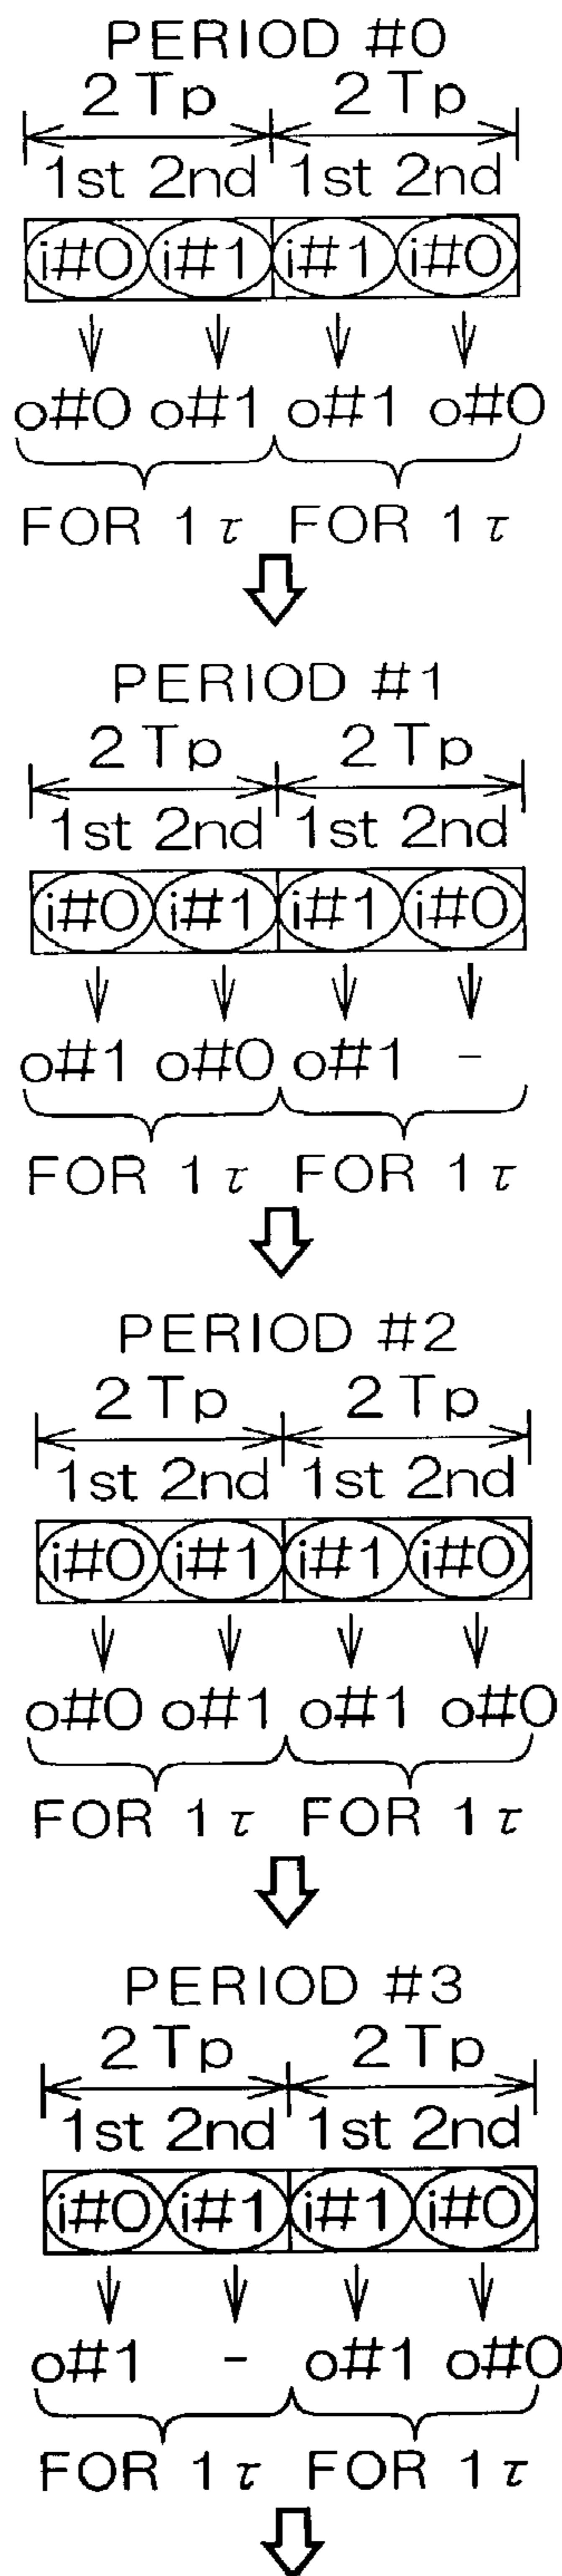 PERIOD #0
2 Tp 2 Tp
1st 2nd 1st 2nd
i#0 i#1 i#1 i#0
o#0 o#1 o#1 o#0
FOR 1 τ FOR 1 τ
PERIOD #1
2 Tp 2 Tp
1st 2nd 1st 2nd
i#0 i#1 i#1 i#0
o#1 o#0 o#1 -
FOR 1 τ FOR 1 τ
PERIOD #2
2 Tp 2 Tp
1st 2nd 1st 2nd
i#0 i#1 i#1 i#0
o#0 o#1 o#1 o#0
FOR 1 τ FOR 1 τ
PERIOD #3
2 Tp 2 Tp
1st 2nd 1st 2nd
i#0 i#1 i#1 i#0
o#1 - o#1 o#0
FOR 1 τ FOR 1 τ